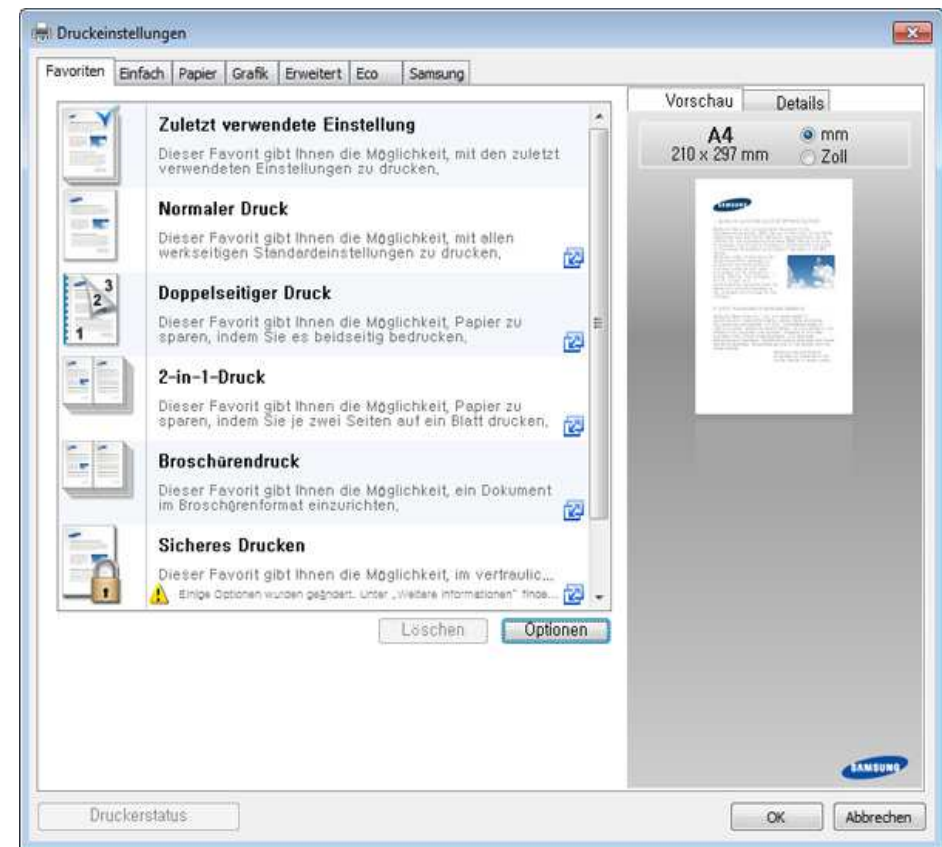 Druckeinstellungen
Favoriten Einfach Papier Grafik Erweitert Eco Samsung
Zuletzt verwendete Einstellung
Dieser Favorit gibt Ihnen die Möglichkeit, mit den zuletzt
verwendeten Einstellungen zu drucken.
Normaler Druck
Dieser Favorit gibt Ihnen die Möglichkeit, mit allen
werkseitigen Standardeinstellungen zu drucken.
3
2
1
Doppelseitiger Druck
Dieser Favorit gibt Ihnen die Möglichkeit, Papier zu
sparen, indem Sie es beidseitig bedrucken.
2-in-1-Druck
Dieser Favorit gibt Ihnen die Möglichkeit, Papier zu
sparen, indem Sie je zwei Seiten auf ein Blatt drucken.
Broschürendruck
Dieser Favorit gibt Ihnen die Möglichkeit, ein Dokument
im Broschürenformat einzurichten.
Sicheres Drucken
Dieser Favorit gibt Ihnen die Möglichkeit, im vertraulic...
Einige Optionen wurden geändert. Unter „Weitere Informationen" finde...
Löschen Optionen
Vorschau Details
A4 mm
210 x 297 mm Zoll
SAMSUNG
SAMSUNG
Druckerstatus OK Abbrechen